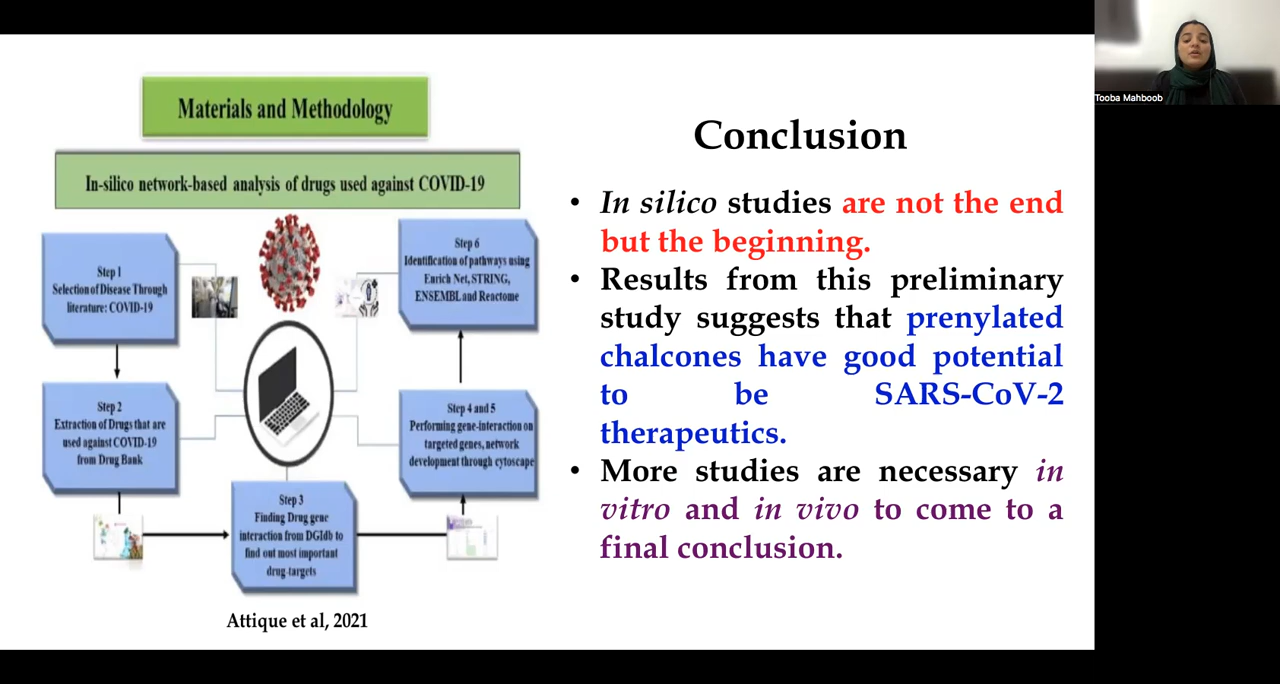 Materials and Methodology
In-silico network-based analysis of drugs used against COVID-19
Step 1
Selection of Disease Through
literature: COVID-19
Step 2
Extraction of Drugs that are
used against COVID-19
from Drug Bank
Step 3
Finding Drug gene
interaction from DGIdb to
find out most important
drug-targets
Step 4 and 5
Performing gene-interaction on
targeted genes, network
development through cytoscape
Step 6
Identification of pathways using
Enrich Net, STRING,
ENSEMBL and Reactome
Attique et al, 2021
Conclusion
• In silico studies are not the end
but the beginning.
• Results from this preliminary
study suggests that prenylated
chalcones have good potential
to be SARS-CoV-2
therapeutics.
• More studies are necessary in
vitro and in vivo to come to a
final conclusion.
Tooba Mahboob